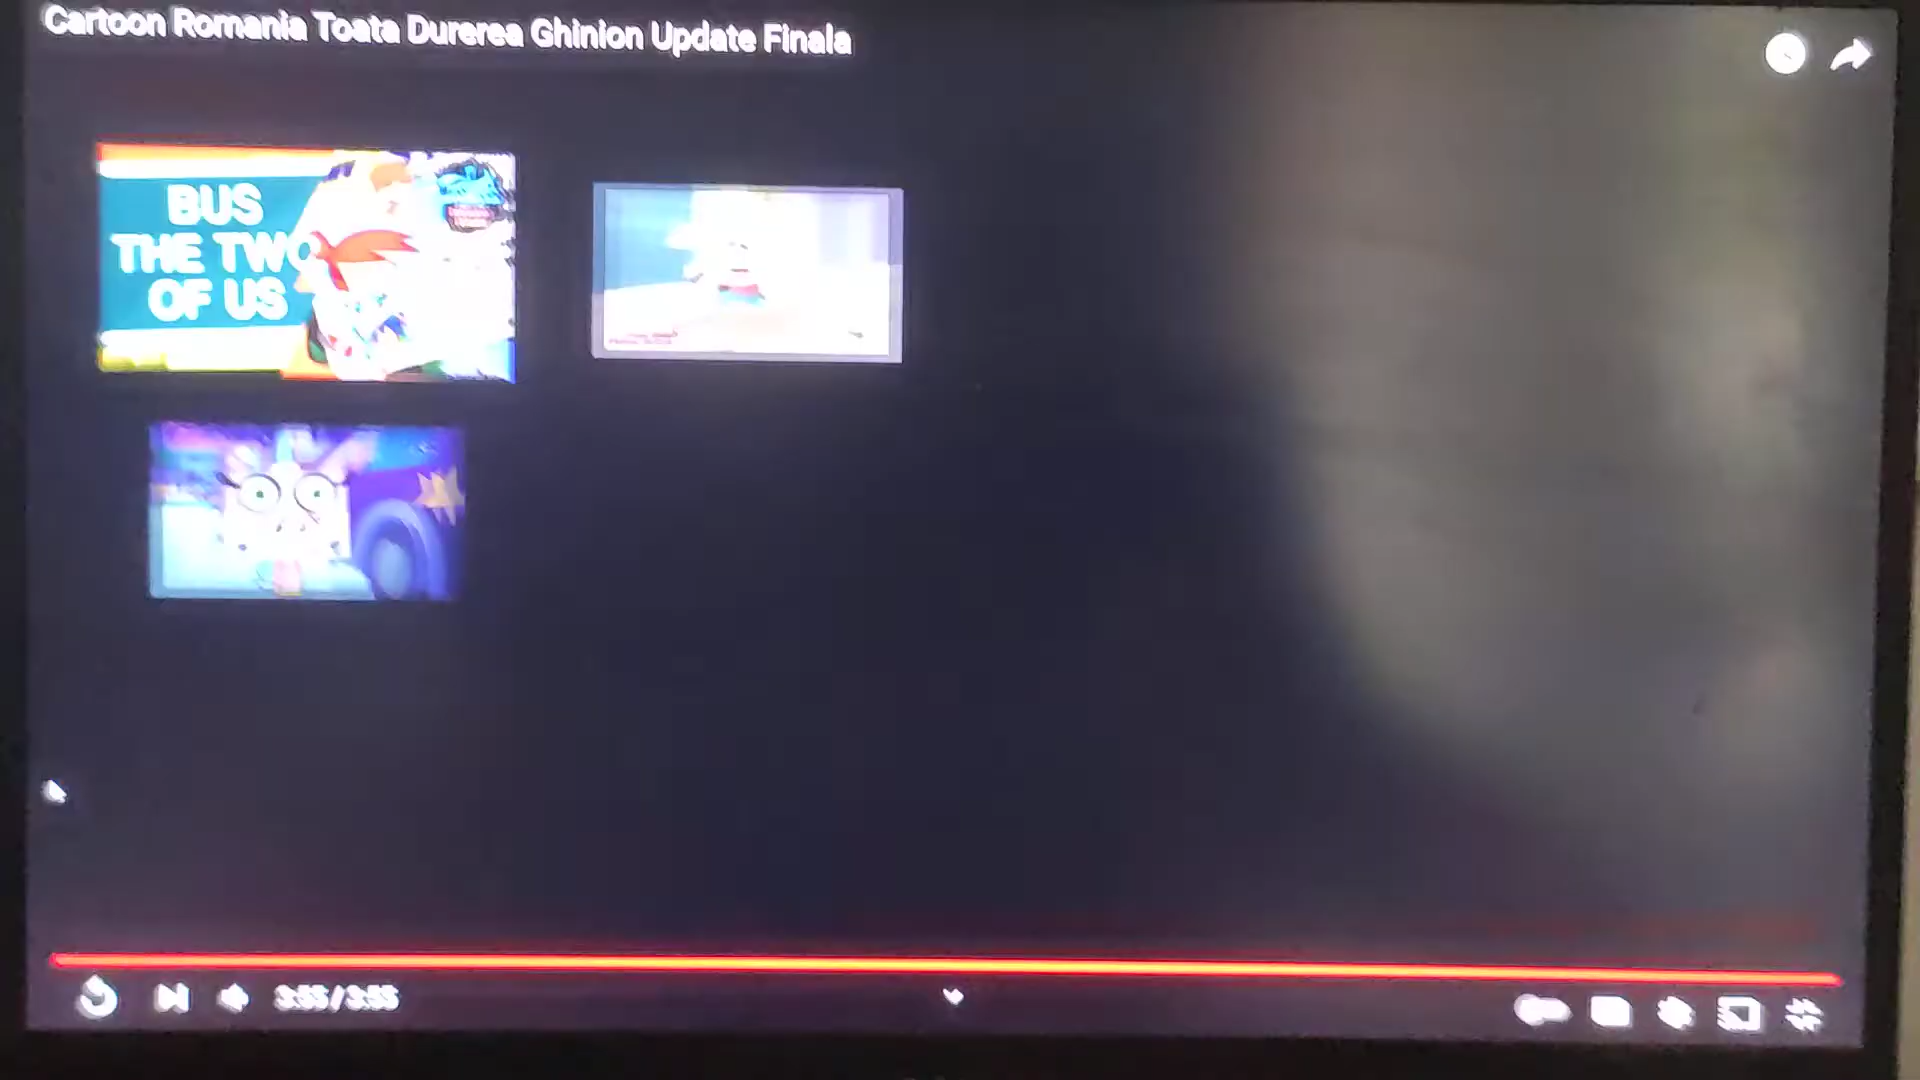 Cartoon Romania Toata Durerea Ghinion Update Finala
BUS
THE TWO
OF US
3:55 / 3:55